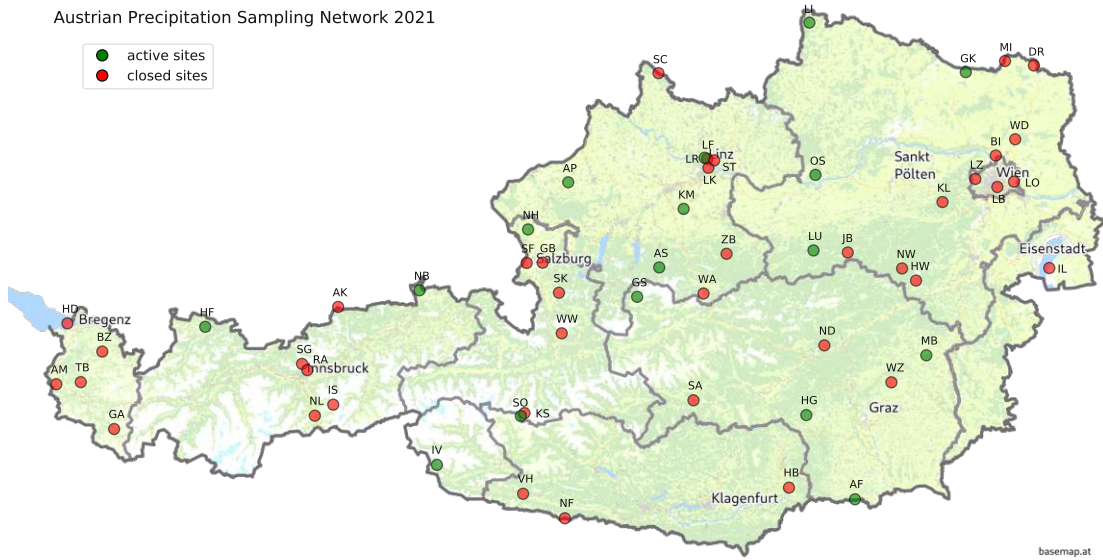 Austrian Precipitation Sampling Network 2021
active sites
closed sites
LI
SC
GK
MI
DR
WD
BI
LF
Linz
LR
ST
LK
AP
OS
Sankt
Pölten
LZ
Wien
LO
LB
KL
KM
NH
SF
GB
Salzburg
AS
ZB
LU
JB
NW
HW
Eisenstadt
IL
NB
SK
GS
WA
AK
HD
Bregenz
HF
WW
ND
MB
BZ
SG
RA
Innsbruck
AM
TB
WZ
IS
NL
GA
SO
KS
SA
HG
Graz
IV
VH
NF
HB
Klagenfurt
AF
basemap.at